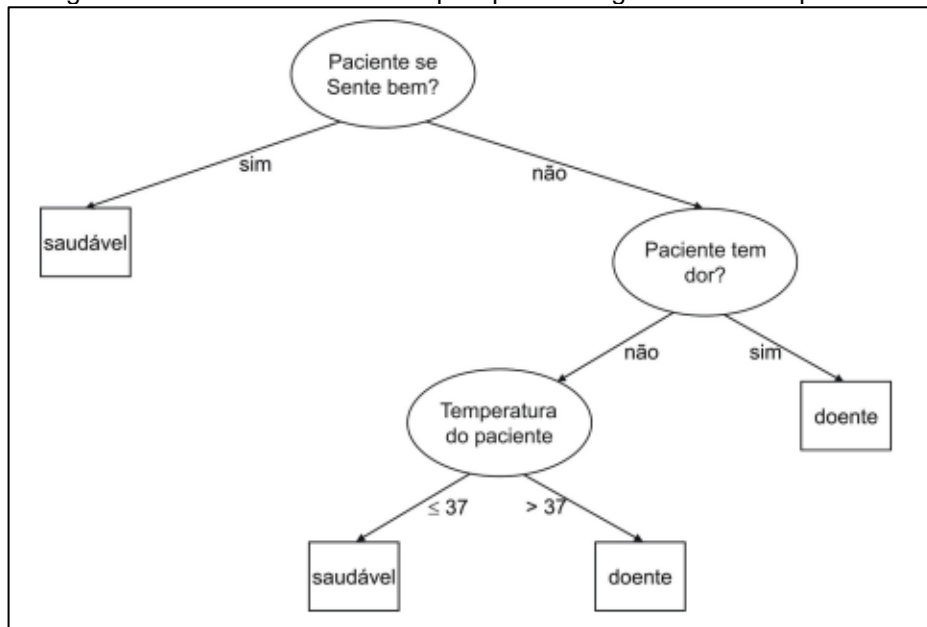 Paciente se
Sente bem?
sim
não
saudável
Paciente tem
dor?
não
sim
Temperatura
do paciente
doente
≤ 37
> 37
saudável
doente